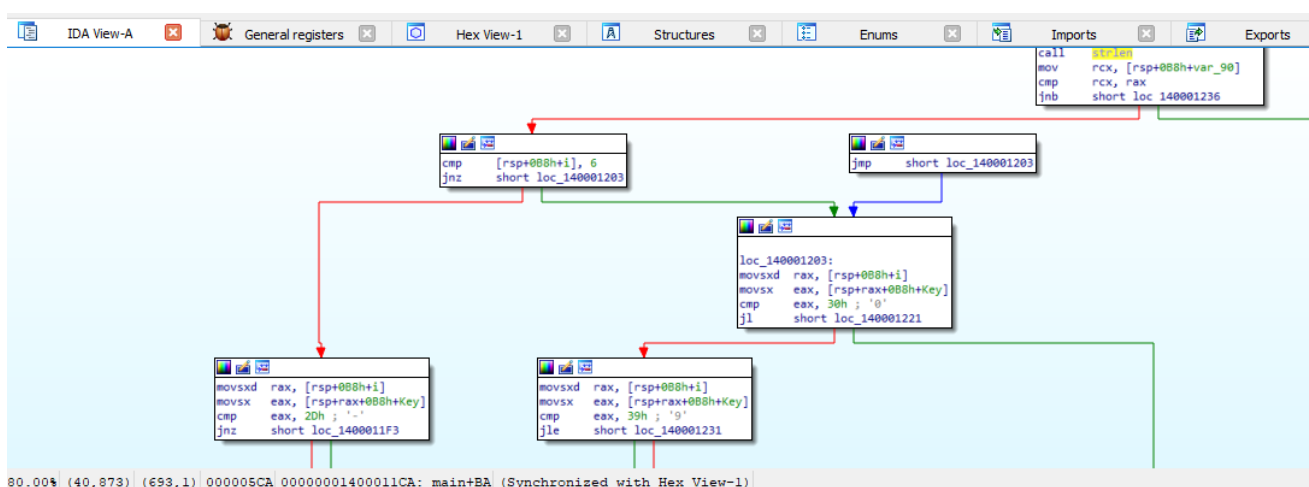 IDA View-A General registers Hex View-1 Structures Enums Imports Exports
call strlen
mov rcx, [rsp+0B8h+var_90]
cmp rcx, rax
jnb short loc_140001236
cmp [rsp+0B8h+i], 6
jnz short loc_140001203
jmp short loc_140001203
loc_140001203:
movsxd rax, [rsp+0B8h+i]
movsx eax, [rsp+rax+0B8h+Key]
cmp eax, 30h ; '0'
jl short loc_140001221
movsxd rax, [rsp+0B8h+i]
movsx eax, [rsp+rax+0B8h+Key]
cmp eax, 2Dh ; '-'
jnz short loc_1400011F3
movsxd rax, [rsp+0B8h+i]
movsx eax, [rsp+rax+0B8h+Key]
cmp eax, 39h ; '9'
jle short loc_140001231
80.00% (40,873) (693,1) 000005CA 00000001400011CA: main+BA (Synchronized with Hex View-1)